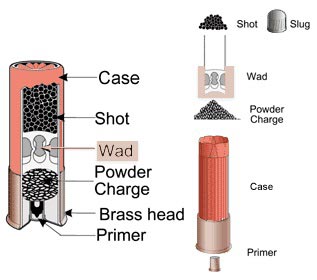 Case
Shot
Wad
Powder
Charge
Brass head
Primer
Shot
Slug
Wad
Powder
Charge
Case
Primer